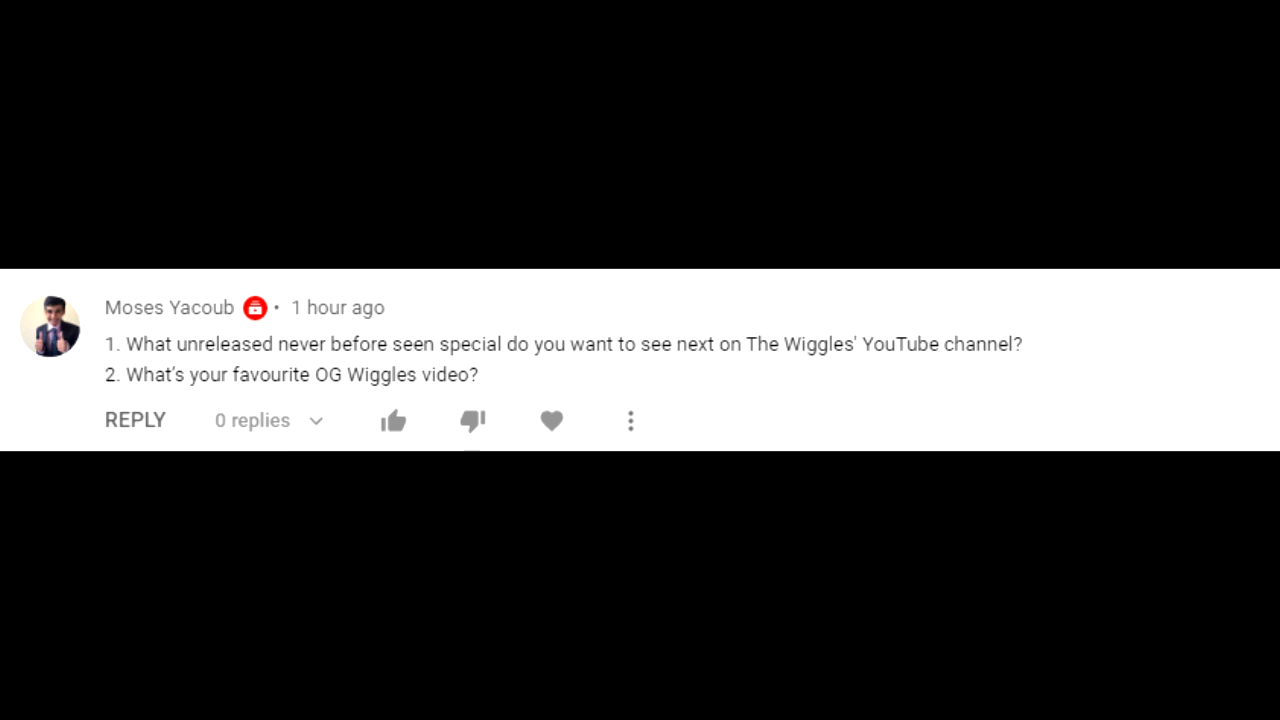 Moses Yacoub • 1 hour ago
1. What unreleased never before seen special do you want to see next on The Wiggles' YouTube channel?
2. What's your favourite OG Wiggles video?
REPLY 0 replies